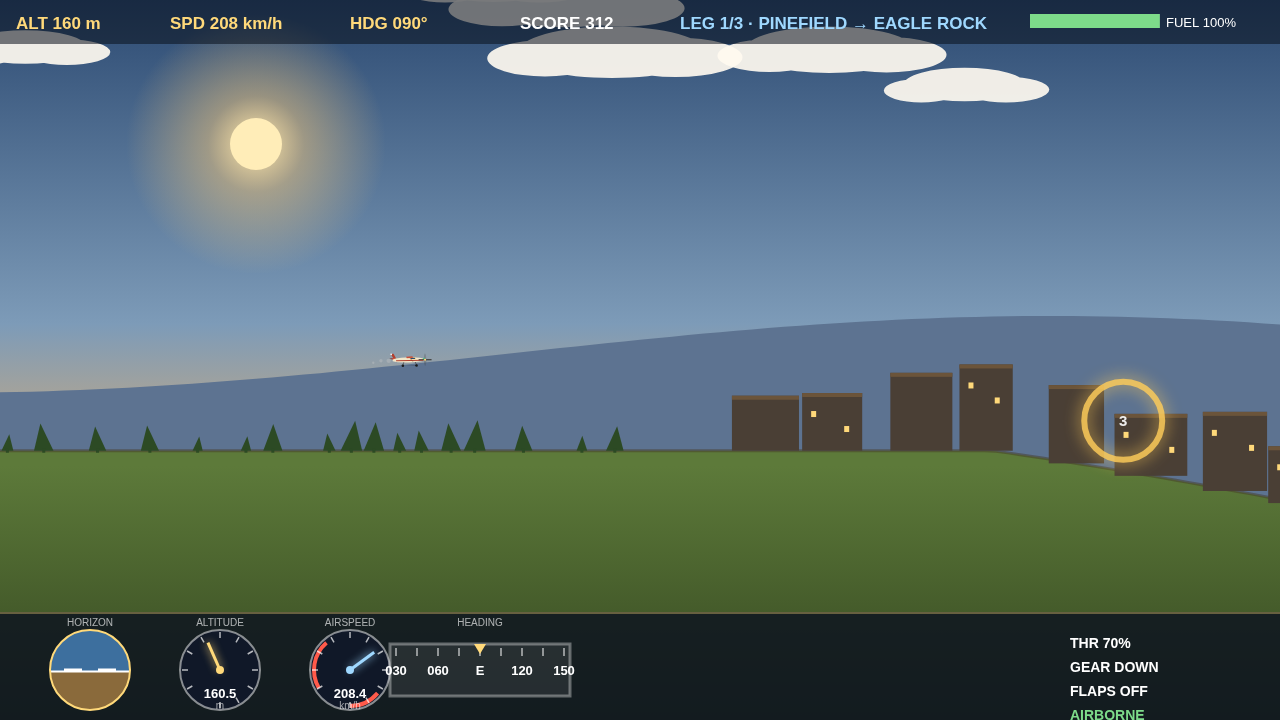 ALT 160 m
SPD 208 km/h
HDG 090°
SCORE 312
LEG 1/3 · PINEFIELD → EAGLE ROCK
FUEL 100%
3
HORIZON
ALTITUDE
AIRSPEED
HEADING
030 060 E 120 150
160.5
m
208.4
km/h
THR 70%
GEAR DOWN
FLAPS OFF
AIRBORNE